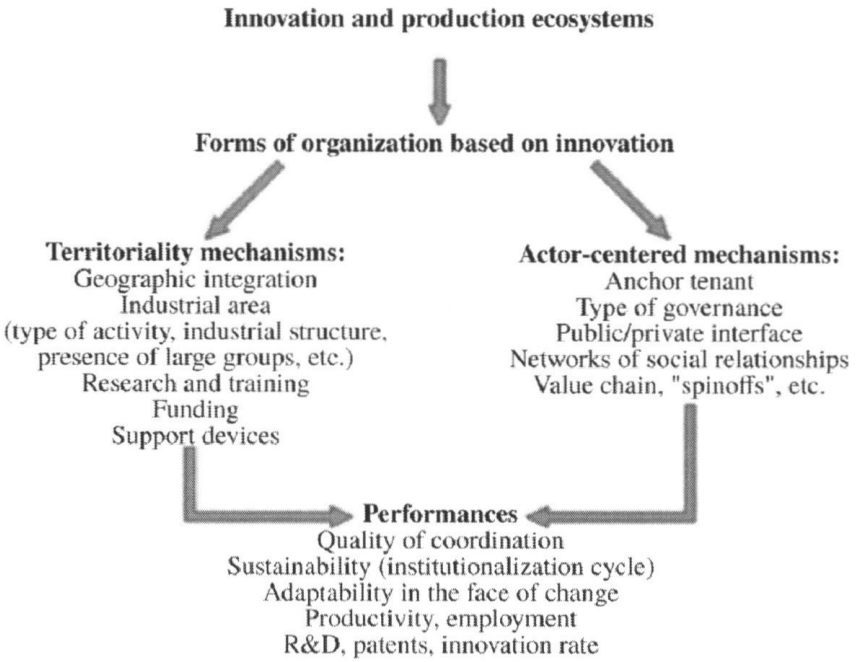 Innovation and production ecosystems
Forms of organization based on innovation
Territoriality mechanisms:
Geographic integration
Industrial area
(type of activity, industrial structure,
presence of large groups, etc.)
Research and training
Funding
Support devices
Actor-centered mechanisms:
Anchor tenant
Type of governance
Public/private interface
Networks of social relationships
Value chain, "spinoffs", etc.
Performances
Quality of coordination
Sustainability (institutionalization cycle)
Adaptability in the face of change
Productivity, employment
R&D, patents, innovation rate